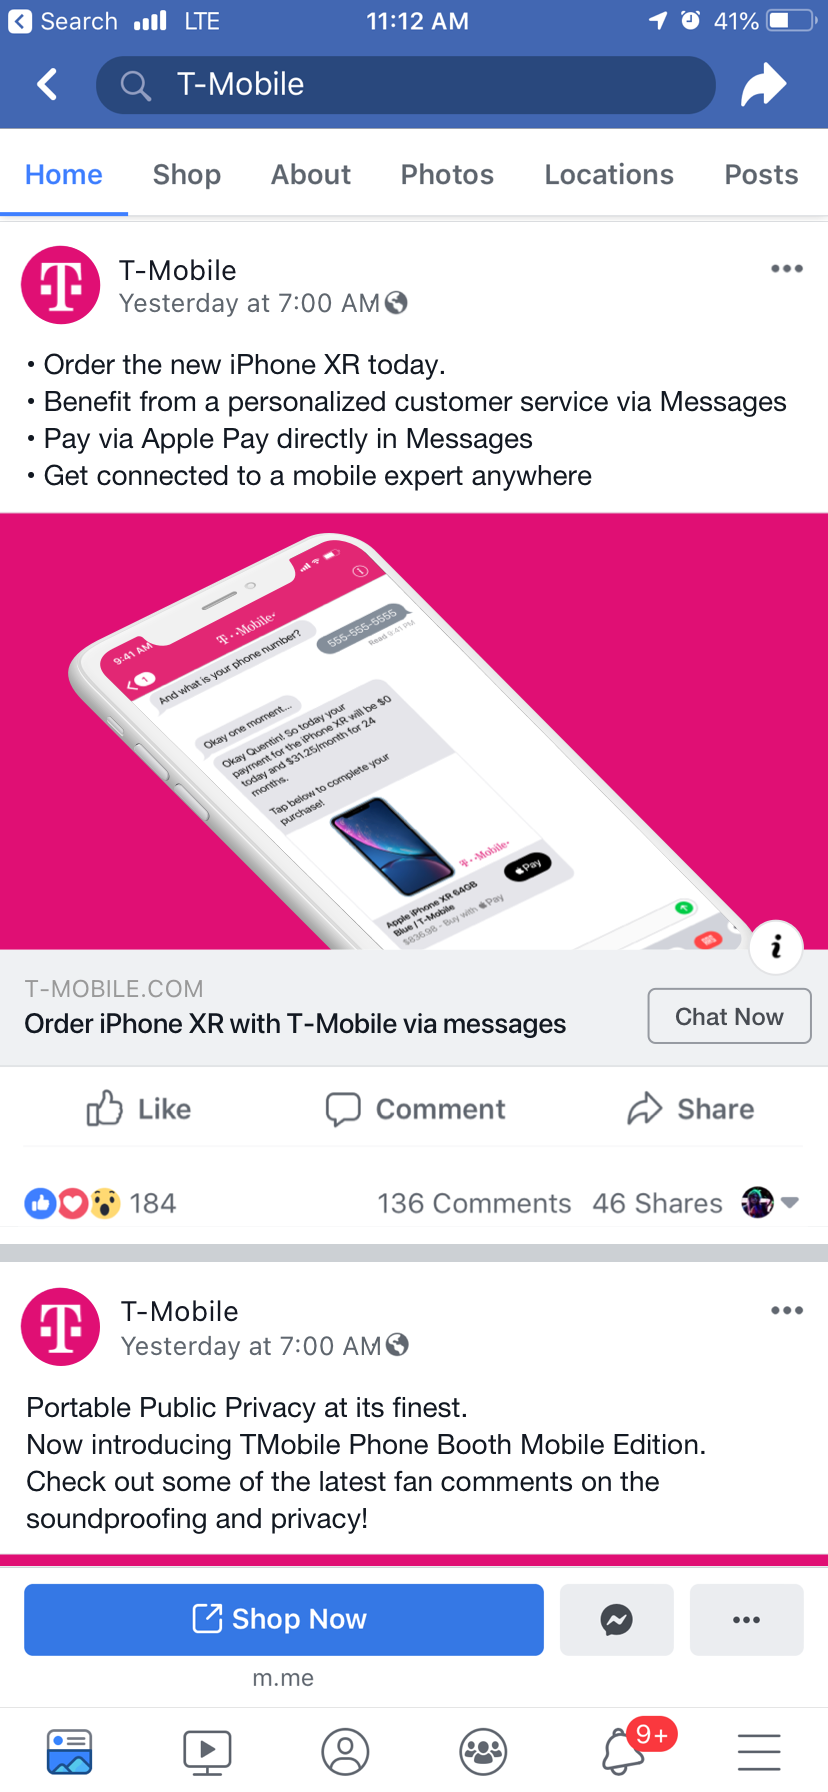 Search LTE 11:12 AM 41%
T-Mobile
Home Shop About Photos Locations Posts
T-Mobile
Yesterday at 7:00 AM
• Order the new iPhone XR today.
• Benefit from a personalized customer service via Messages
• Pay via Apple Pay directly in Messages
• Get connected to a mobile expert anywhere
9:41 AM
1
T··Mobile·
And what is your phone number?
555-555-5555
Read 9:41 PM
Okay one moment...
Okay Quentin! So today your
payment for the iPhone XR will be $0
today and $31.25/month for 24
months.
Tap below to complete your
purchase!
T··Mobile·
Apple iPhone XR 64GB
Blue / T-Mobile
$836.98 - Buy with Pay
Pay
i
T-MOBILE.COM
Order iPhone XR with T-Mobile via messages
Chat Now
Like Comment Share
184 136 Comments 46 Shares
T-Mobile
Yesterday at 7:00 AM
Portable Public Privacy at its finest.
Now introducing TMobile Phone Booth Mobile Edition.
Check out some of the latest fan comments on the
soundproofing and privacy!
Shop Now
m.me
9+